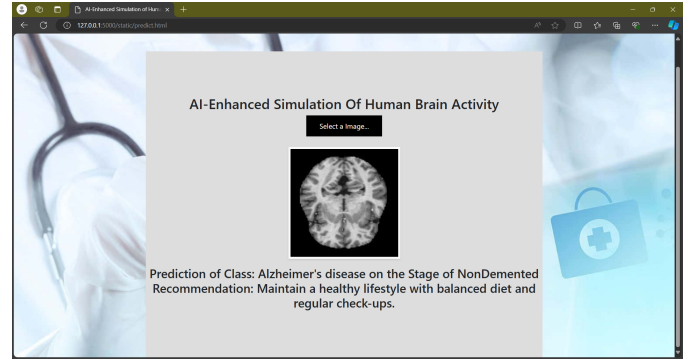 AI-Enhanced Simulation of Hum
127.0.0.1:5000/static/predict.html
AI-Enhanced Simulation Of Human Brain Activity
Select a Image...
Prediction of Class: Alzheimer's disease on the Stage of NonDemented
Recommendation: Maintain a healthy lifestyle with balanced diet and
regular check-ups.